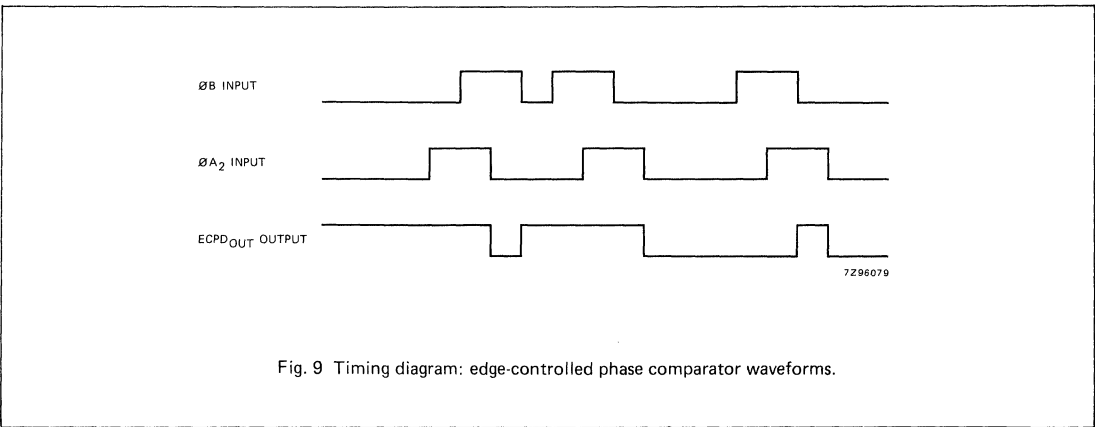 ØB INPUT
ØA2 INPUT
ECPDOUT OUTPUT
7Z96079
Fig. 9 Timing diagram: edge-controlled phase comparator waveforms.